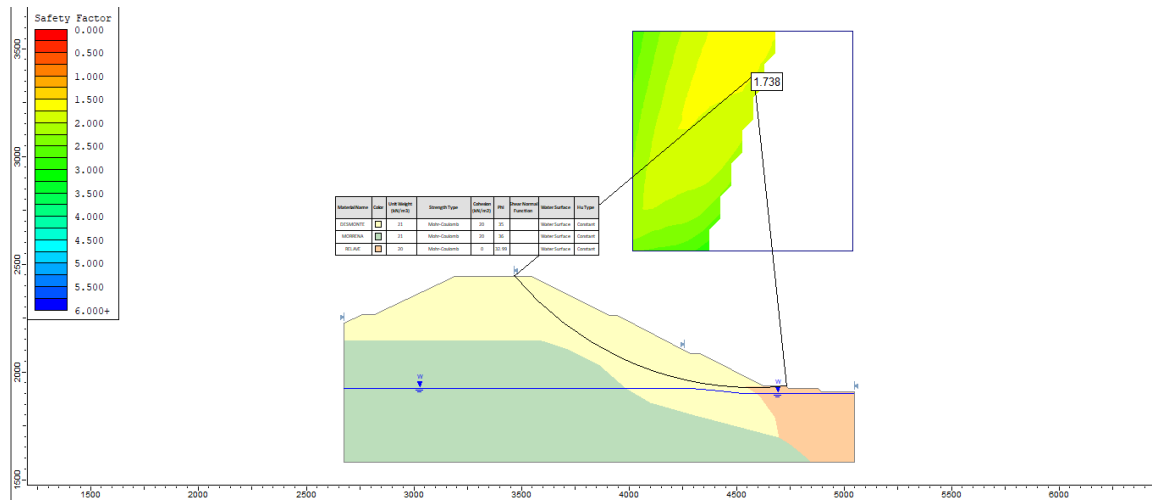 Safety Factor
0.000
0.500
1.000
1.500
2.000
2.500
3.000
3.500
4.000
4.500
5.000
5.500
6.000+
3500
3000
2500
2000
1500
1.738
Material Name Color Unit Weight (kN/m3) Strength Type Cohesion (kN/m2) Phi Shear Normal Function Water Surface Hu Type
DESMONTE 21 Mohr-Coulomb 20 35 Water Surface Constant
MORRENA 21 Mohr-Coulomb 20 36 Water Surface Constant
RELAVE 20 Mohr-Coulomb 0 32.99 Water Surface Constant
W
W
1500 2000 2500 3000 3500 4000 4500 5000 5500 6000